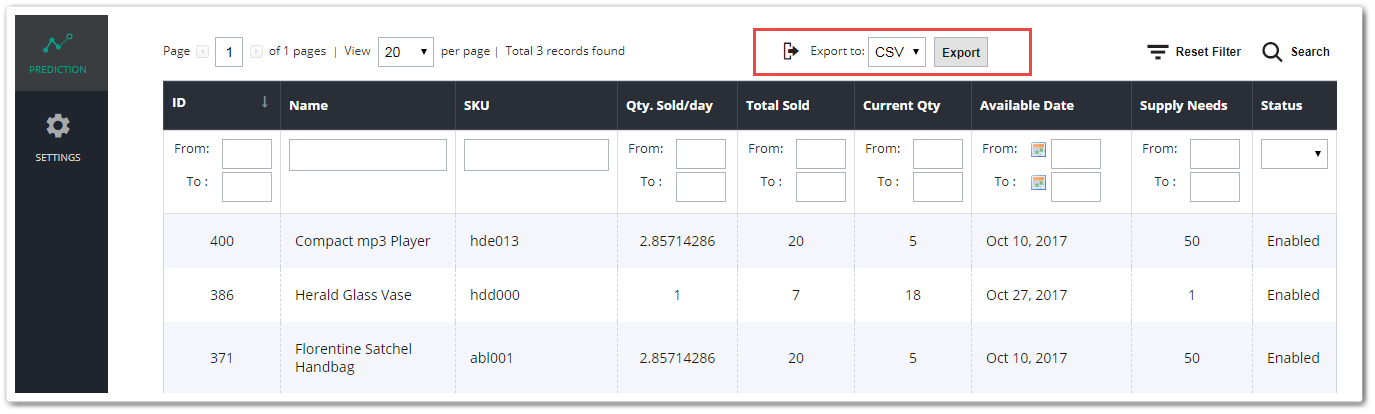 PREDICTION
SETTINGS
Page 1 of 1 pages | View 20 per page | Total 3 records found
Export to: CSV Export
Reset Filter Search
ID Name SKU Qty. Sold/day Total Sold Current Qty Available Date Supply Needs Status
From: From: From: From: From: From:
To : To : To : To : To : To :
400 Compact mp3 Player hde013 2.85714286 20 5 Oct 10, 2017 50 Enabled
386 Herald Glass Vase hdd000 1 7 18 Oct 27, 2017 1 Enabled
371 Florentine Satchel Handbag abl001 2.85714286 20 5 Oct 10, 2017 50 Enabled